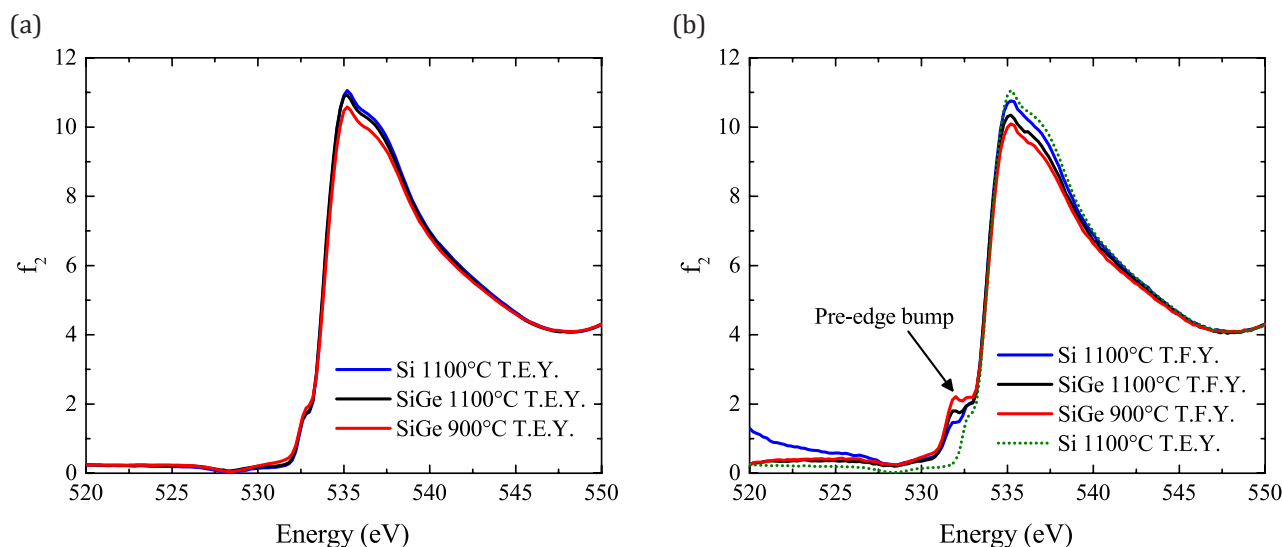 (a)
12
10
8
6
4
2
0
f2
520 525 530 535 540 545 550
Energy (eV)
Si 1100°C T.E.Y.
SiGe 1100°C T.E.Y.
SiGe 900°C T.E.Y.
(b)
12
10
8
6
4
2
0
f2
520 525 530 535 540 545 550
Energy (eV)
Pre-edge bump
Si 1100°C T.F.Y.
SiGe 1100°C T.F.Y.
SiGe 900°C T.F.Y.
Si 1100°C T.E.Y.